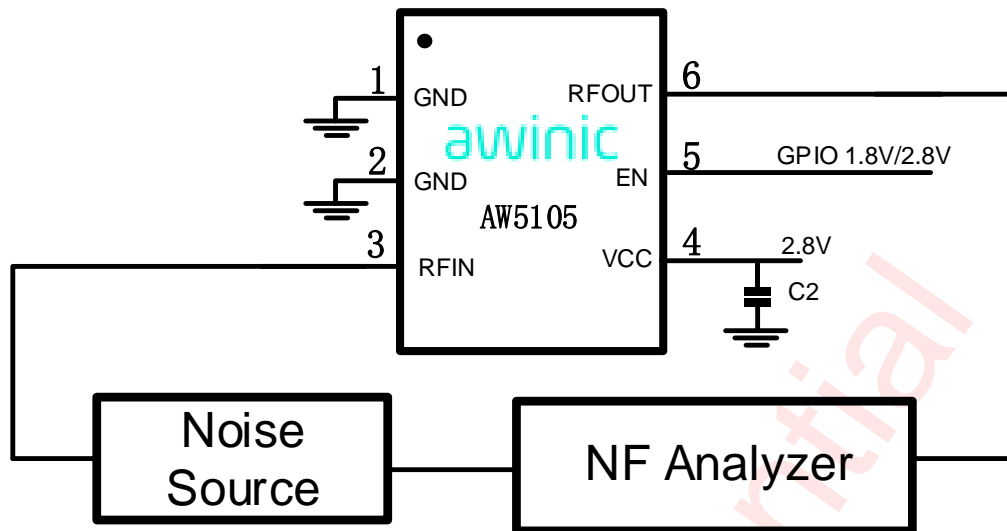 1
GND
2
GND
3
RFIN
awinic
AW5105
RFOUT
6
EN
5
GPIO 1.8V/2.8V
VCC
4
2.8V
C2
Noise
Source
NF Analyzer